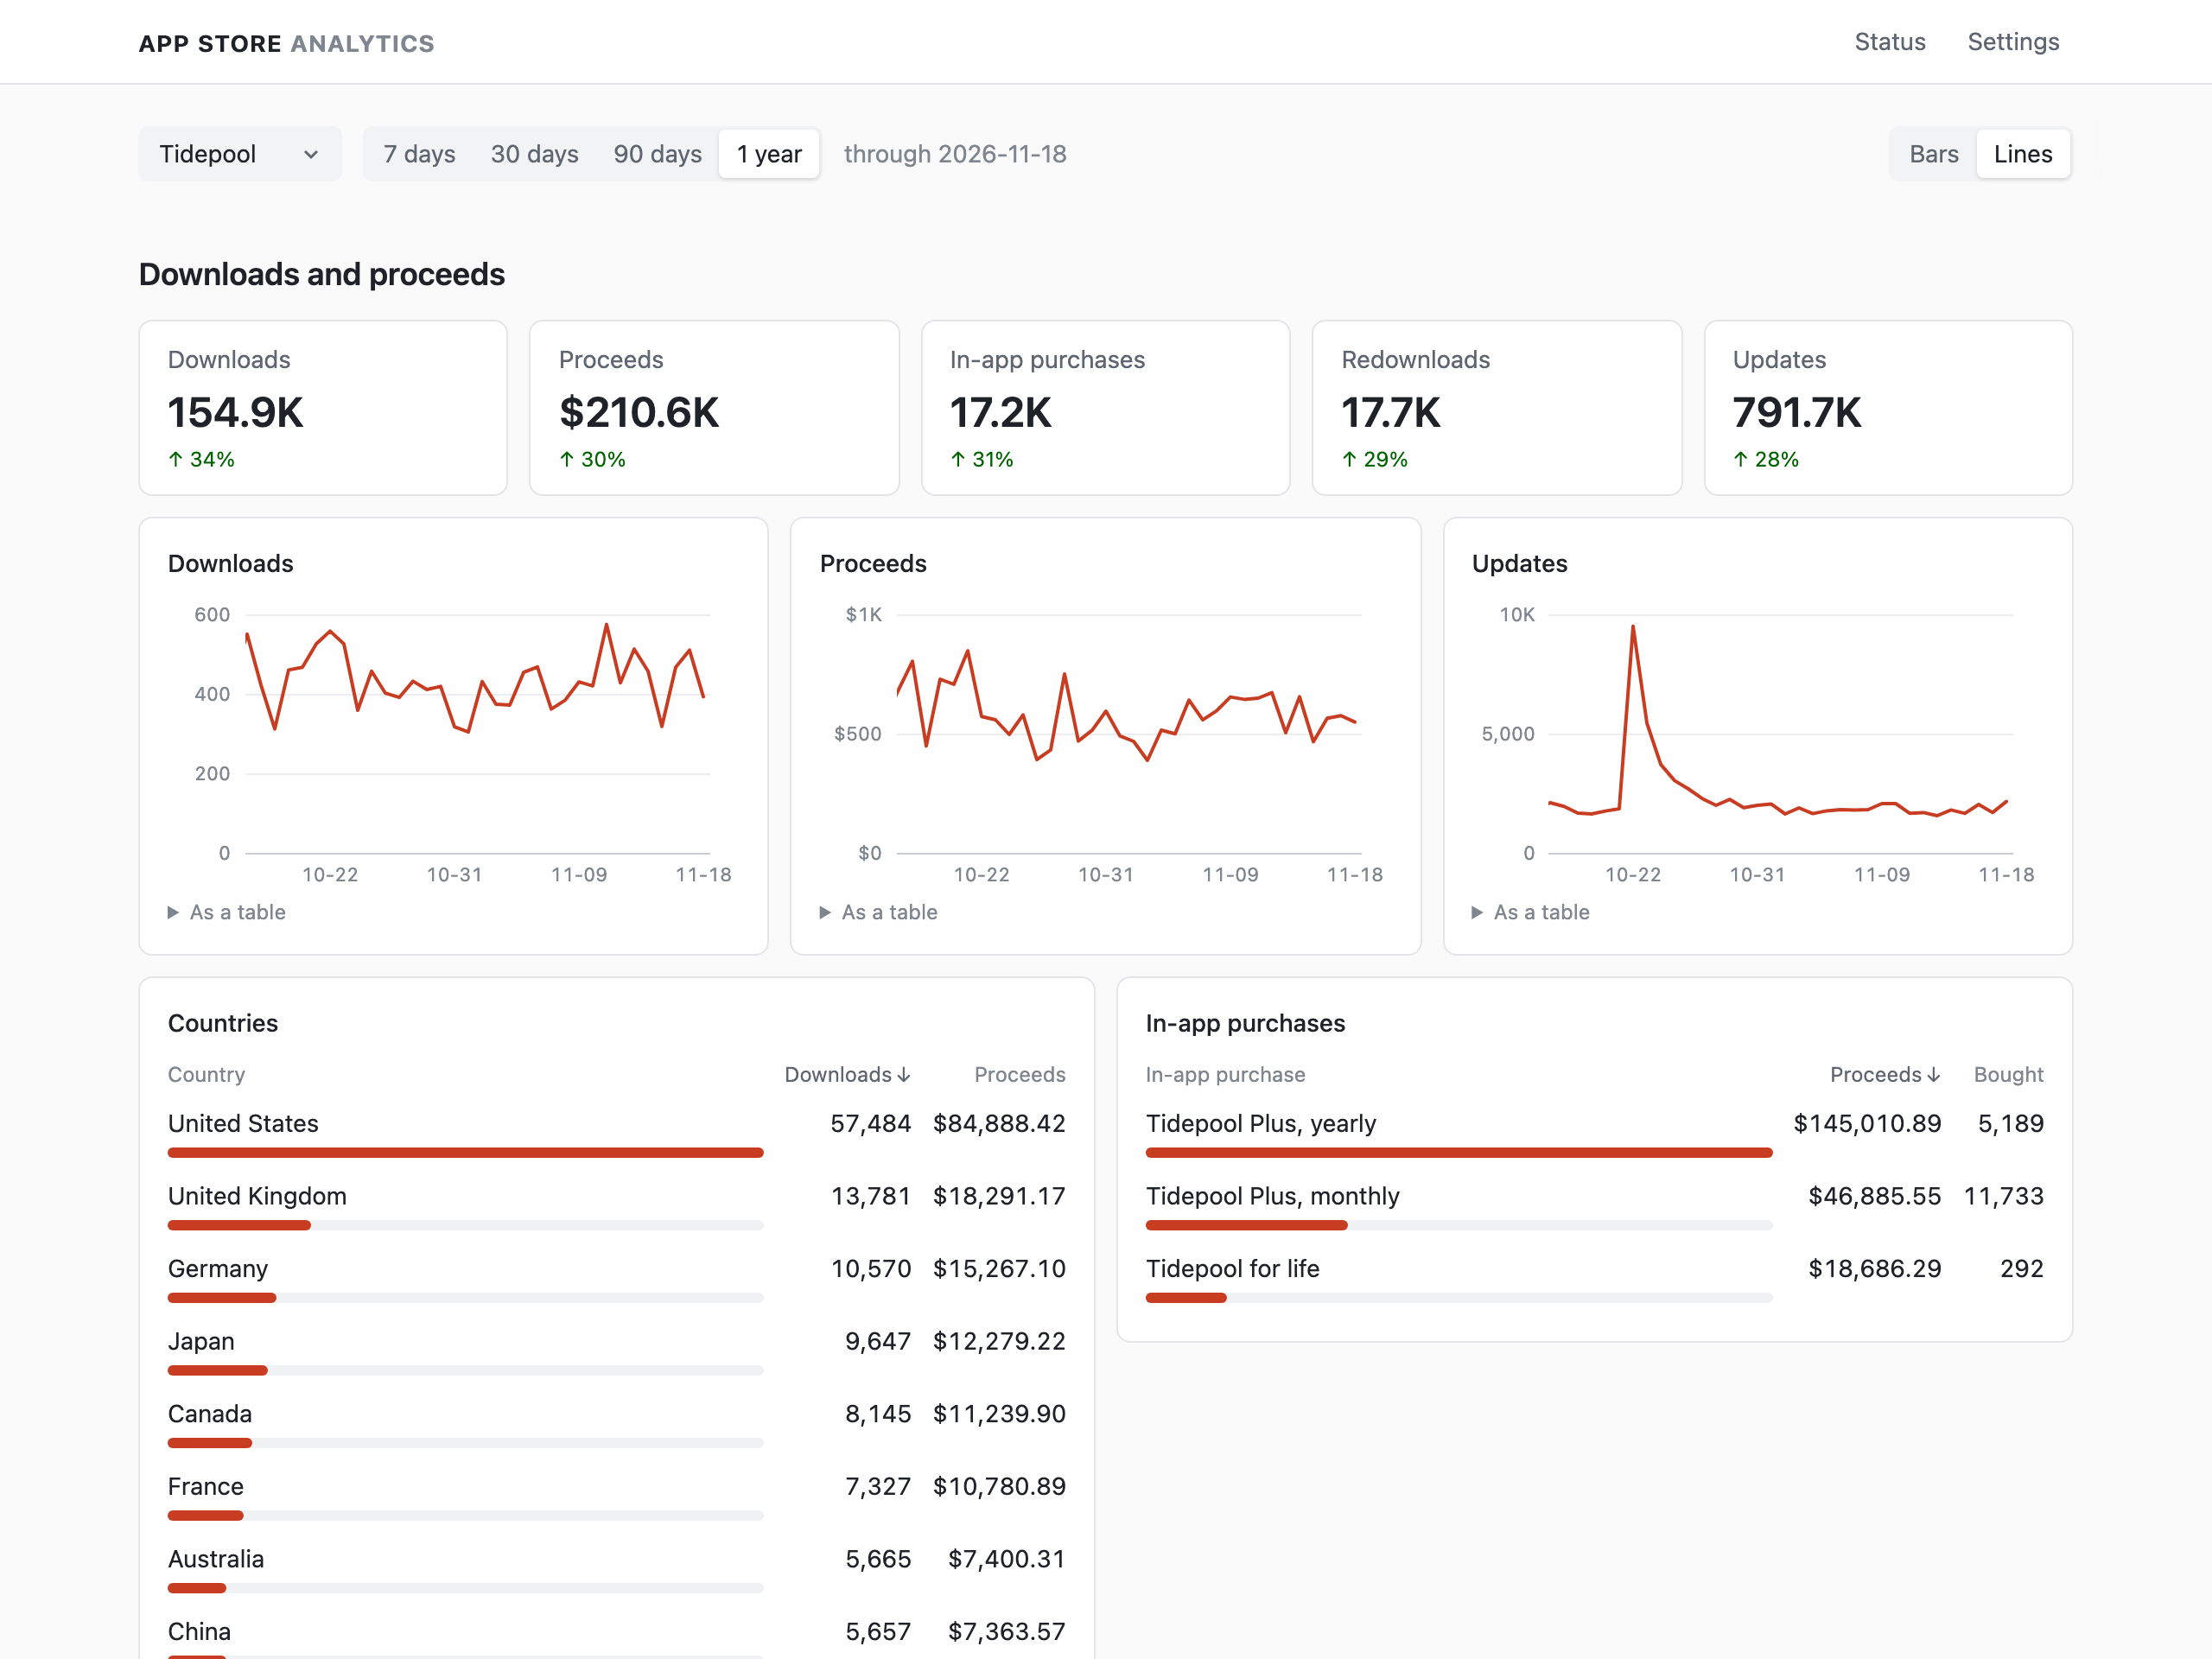 APP STORE ANALYTICS
Status Settings
Tidepool
7 days 30 days 90 days 1 year through 2026-11-18
Bars Lines
Downloads and proceeds
Downloads
154.9K
↑ 34%
Proceeds
$210.6K
↑ 30%
In-app purchases
17.2K
↑ 31%
Redownloads
17.7K
↑ 29%
Updates
791.7K
↑ 28%
Downloads
600
400
200
0
10-22 10-31 11-09 11-18
▶ As a table
Proceeds
$1K
$500
$0
10-22 10-31 11-09 11-18
▶ As a table
Updates
10K
5,000
0
10-22 10-31 11-09 11-18
▶ As a table
Countries
Country Downloads ↓ Proceeds
United States 57,484 $84,888.42
United Kingdom 13,781 $18,291.17
Germany 10,570 $15,267.10
Japan 9,647 $12,279.22
Canada 8,145 $11,239.90
France 7,327 $10,780.89
Australia 5,665 $7,400.31
China 5,657 $7,363.57
In-app purchases
In-app purchase Proceeds ↓ Bought
Tidepool Plus, yearly $145,010.89 5,189
Tidepool Plus, monthly $46,885.55 11,733
Tidepool for life $18,686.29 292